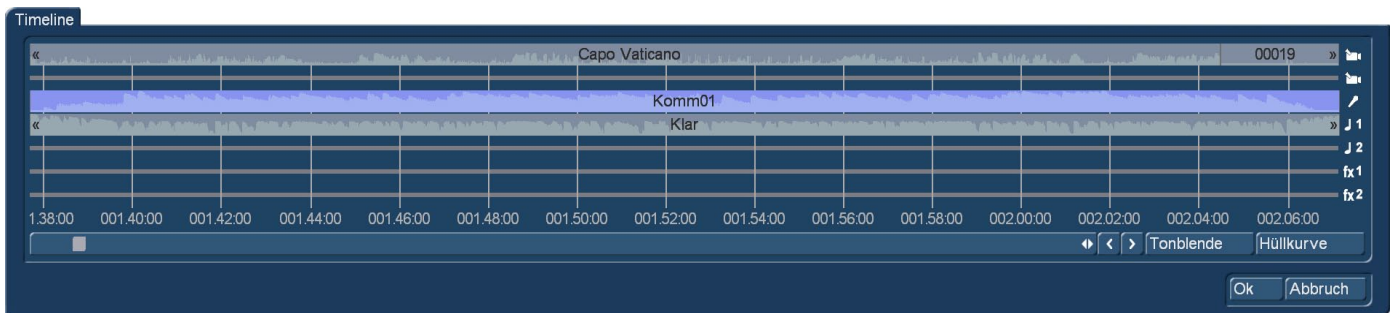 Timeline
« Capo Vaticano 00019 »
Komm01
« Klar » 1
2
fx1
fx2
1.38:00 001.40:00 001.42:00 001.44:00 001.46:00 001.48:00 001.50:00 001.52:00 001.54:00 001.56:00 001.58:00 002.00:00 002.02:00 002.04:00 002.06:00
Tonblende Hüllkurve
Ok Abbruch